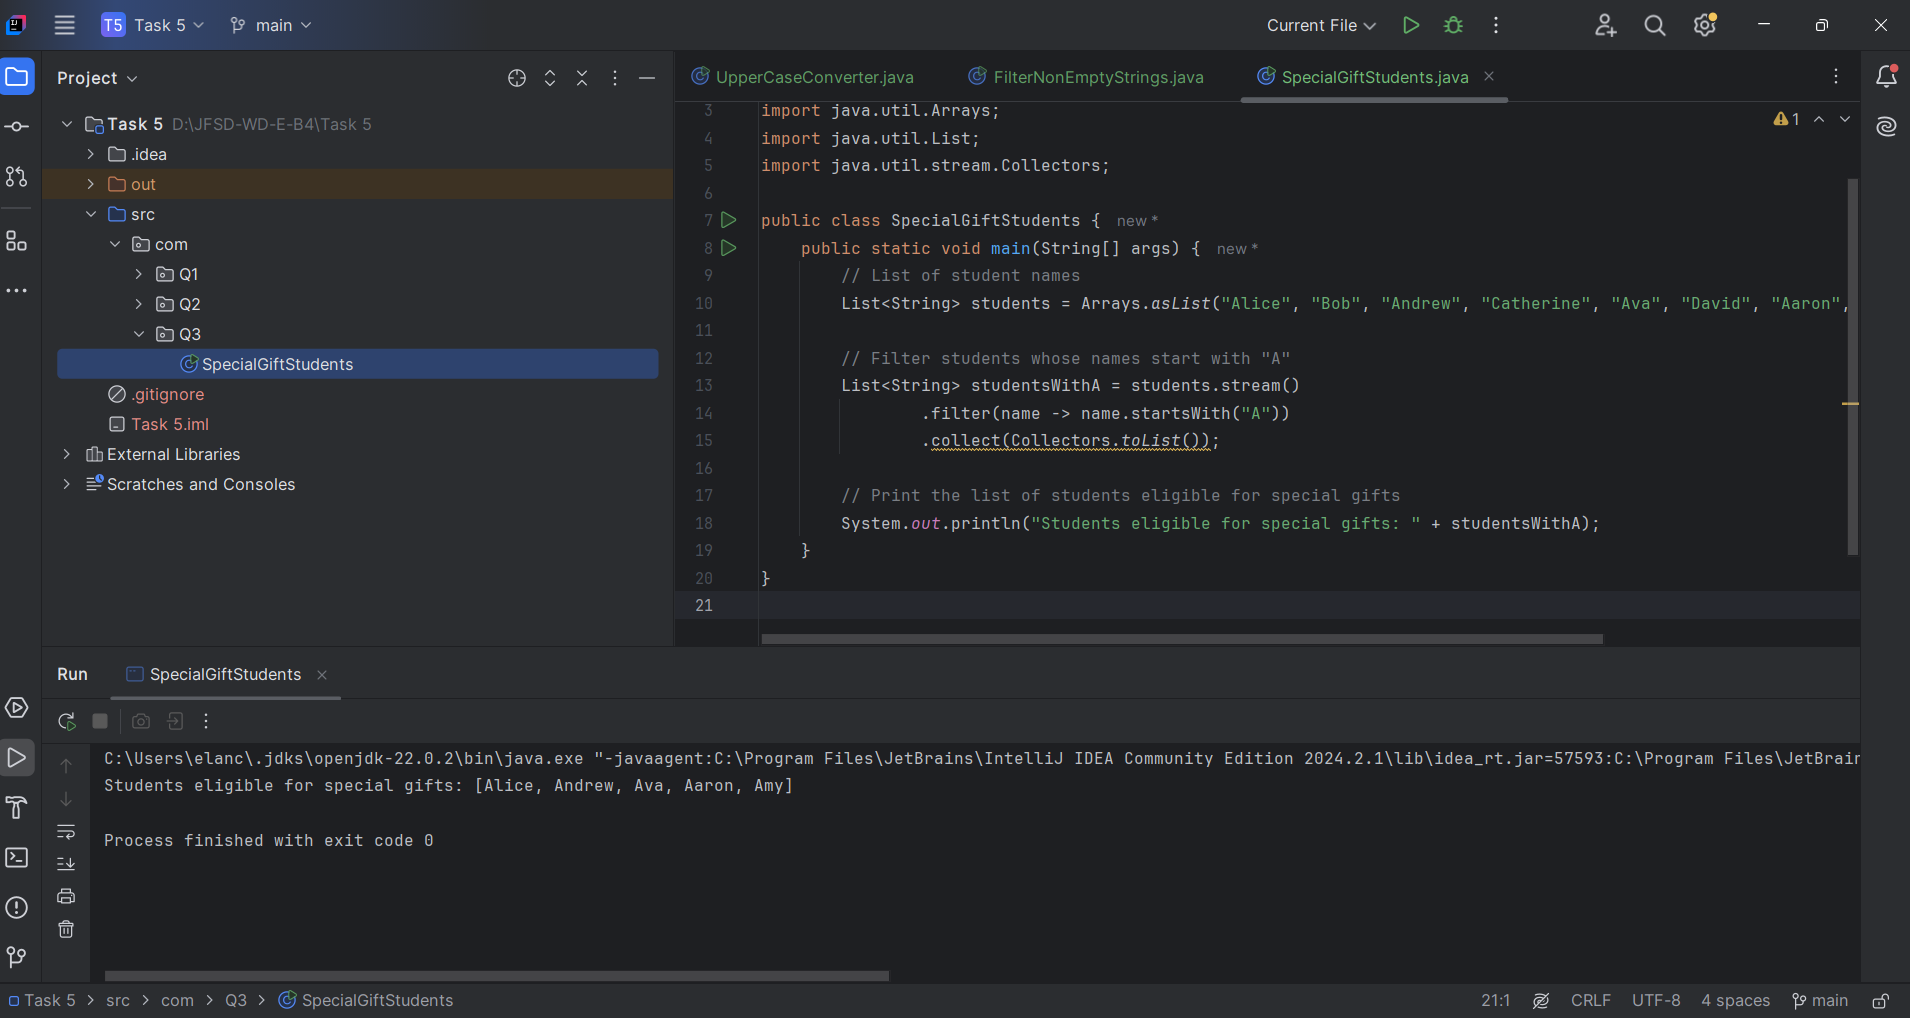 T5 Task 5 main Current File
Project
UpperCaseConverter.java FilterNonEmptyStrings.java SpecialGiftStudents.java
Task 5 D:\JFSD-WD-E-B4\Task 5
.idea
out
src
com
Q1
Q2
Q3
SpecialGiftStudents
.gitignore
Task 5.iml
External Libraries
Scratches and Consoles
1
3 import java.util.Arrays;
4 import java.util.List;
5 import java.util.stream.Collectors;
6
7 public class SpecialGiftStudents { new *
8 public static void main(String[] args) { new *
9 // List of student names
10 List<String> students = Arrays.asList("Alice", "Bob", "Andrew", "Catherine", "Ava", "David", "Aaron",
11
12 // Filter students whose names start with "A"
13 List<String> studentsWithA = students.stream()
14 .filter(name -> name.startsWith("A"))
15 .collect(Collectors.toList());
16
17 // Print the list of students eligible for special gifts
18 System.out.println("Students eligible for special gifts: " + studentsWithA);
19 }
20 }
21
Run SpecialGiftStudents
C:\Users\elanc\.jdks\openjdk-22.0.2\bin\java.exe "-javaagent:C:\Program Files\JetBrains\IntelliJ IDEA Community Edition 2024.2.1\lib\idea_rt.jar=57593:C:\Program Files\JetBrain
Students eligible for special gifts: [Alice, Andrew, Ava, Aaron, Amy]
Process finished with exit code 0
Task 5 > src > com > Q3 > SpecialGiftStudents 21:1 CRLF UTF-8 4 spaces main